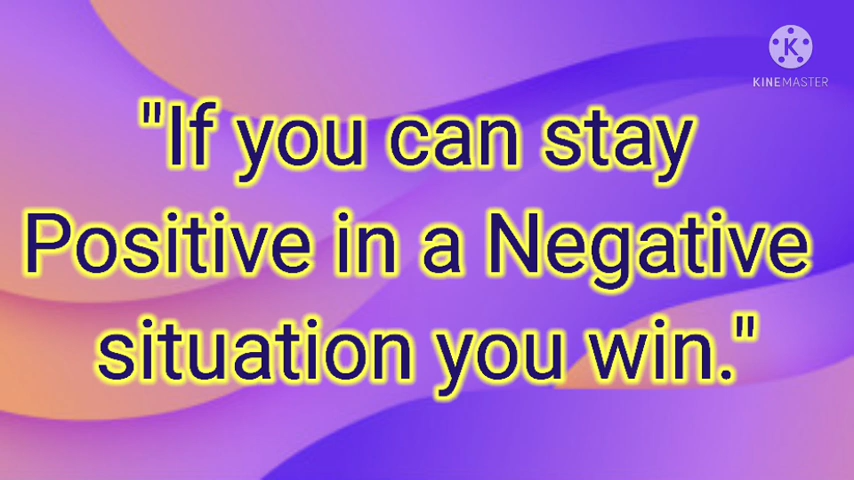 KINEMASTER
"If you can stay
Positive in a Negative
situation you win."